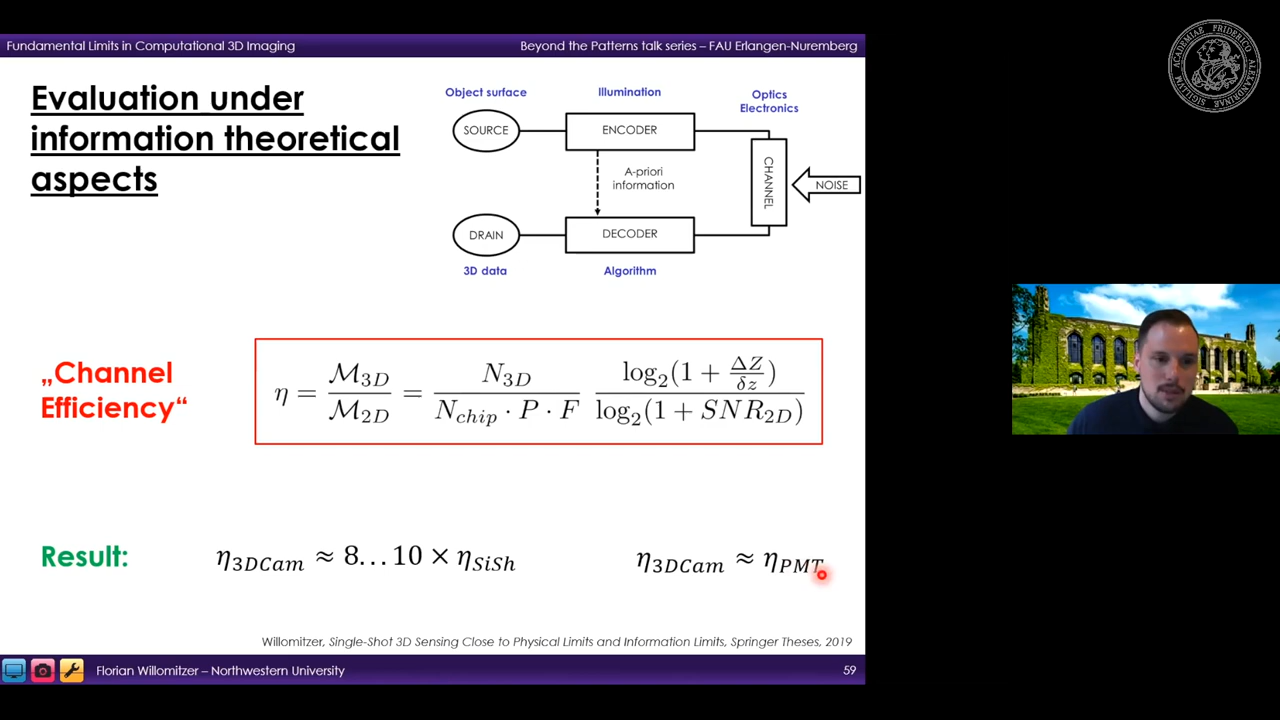 Fundamental Limits in Computational 3D Imaging
Beyond the Patterns talk series – FAU Erlangen-Nuremberg
Evaluation under
information theoretical
aspects
Object surface
Illumination
Optics
Electronics
SOURCE
ENCODER
A-priori
information
CHANNEL
NOISE
DRAIN
DECODER
3D data
Algorithm
„Channel
Efficiency“
η = M_3D / M_2D = N_3D / (N_chip · P · F) log_2(1 + ΔZ/δz) / log_2(1 + SNR_2D)
Result:
η_3DCam ≈ 8…10 × η_SiSh
η_3DCam ≈ η_PMT
Willomitzer, Single-Shot 3D Sensing Close to Physical Limits and Information Limits, Springer Theses, 2019
Florian Willomitzer – Northwestern University
59